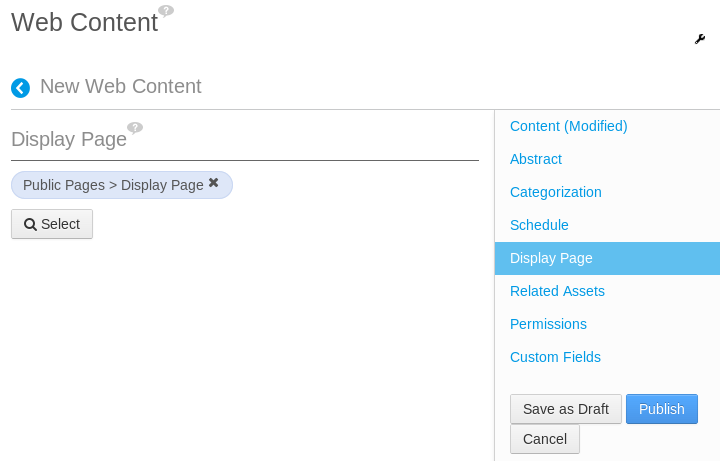 Web Content
New Web Content
Display Page
Public Pages > Display Page
Select
Content (Modified)
Abstract
Categorization
Schedule
Display Page
Related Assets
Permissions
Custom Fields
Save as Draft Publish
Cancel